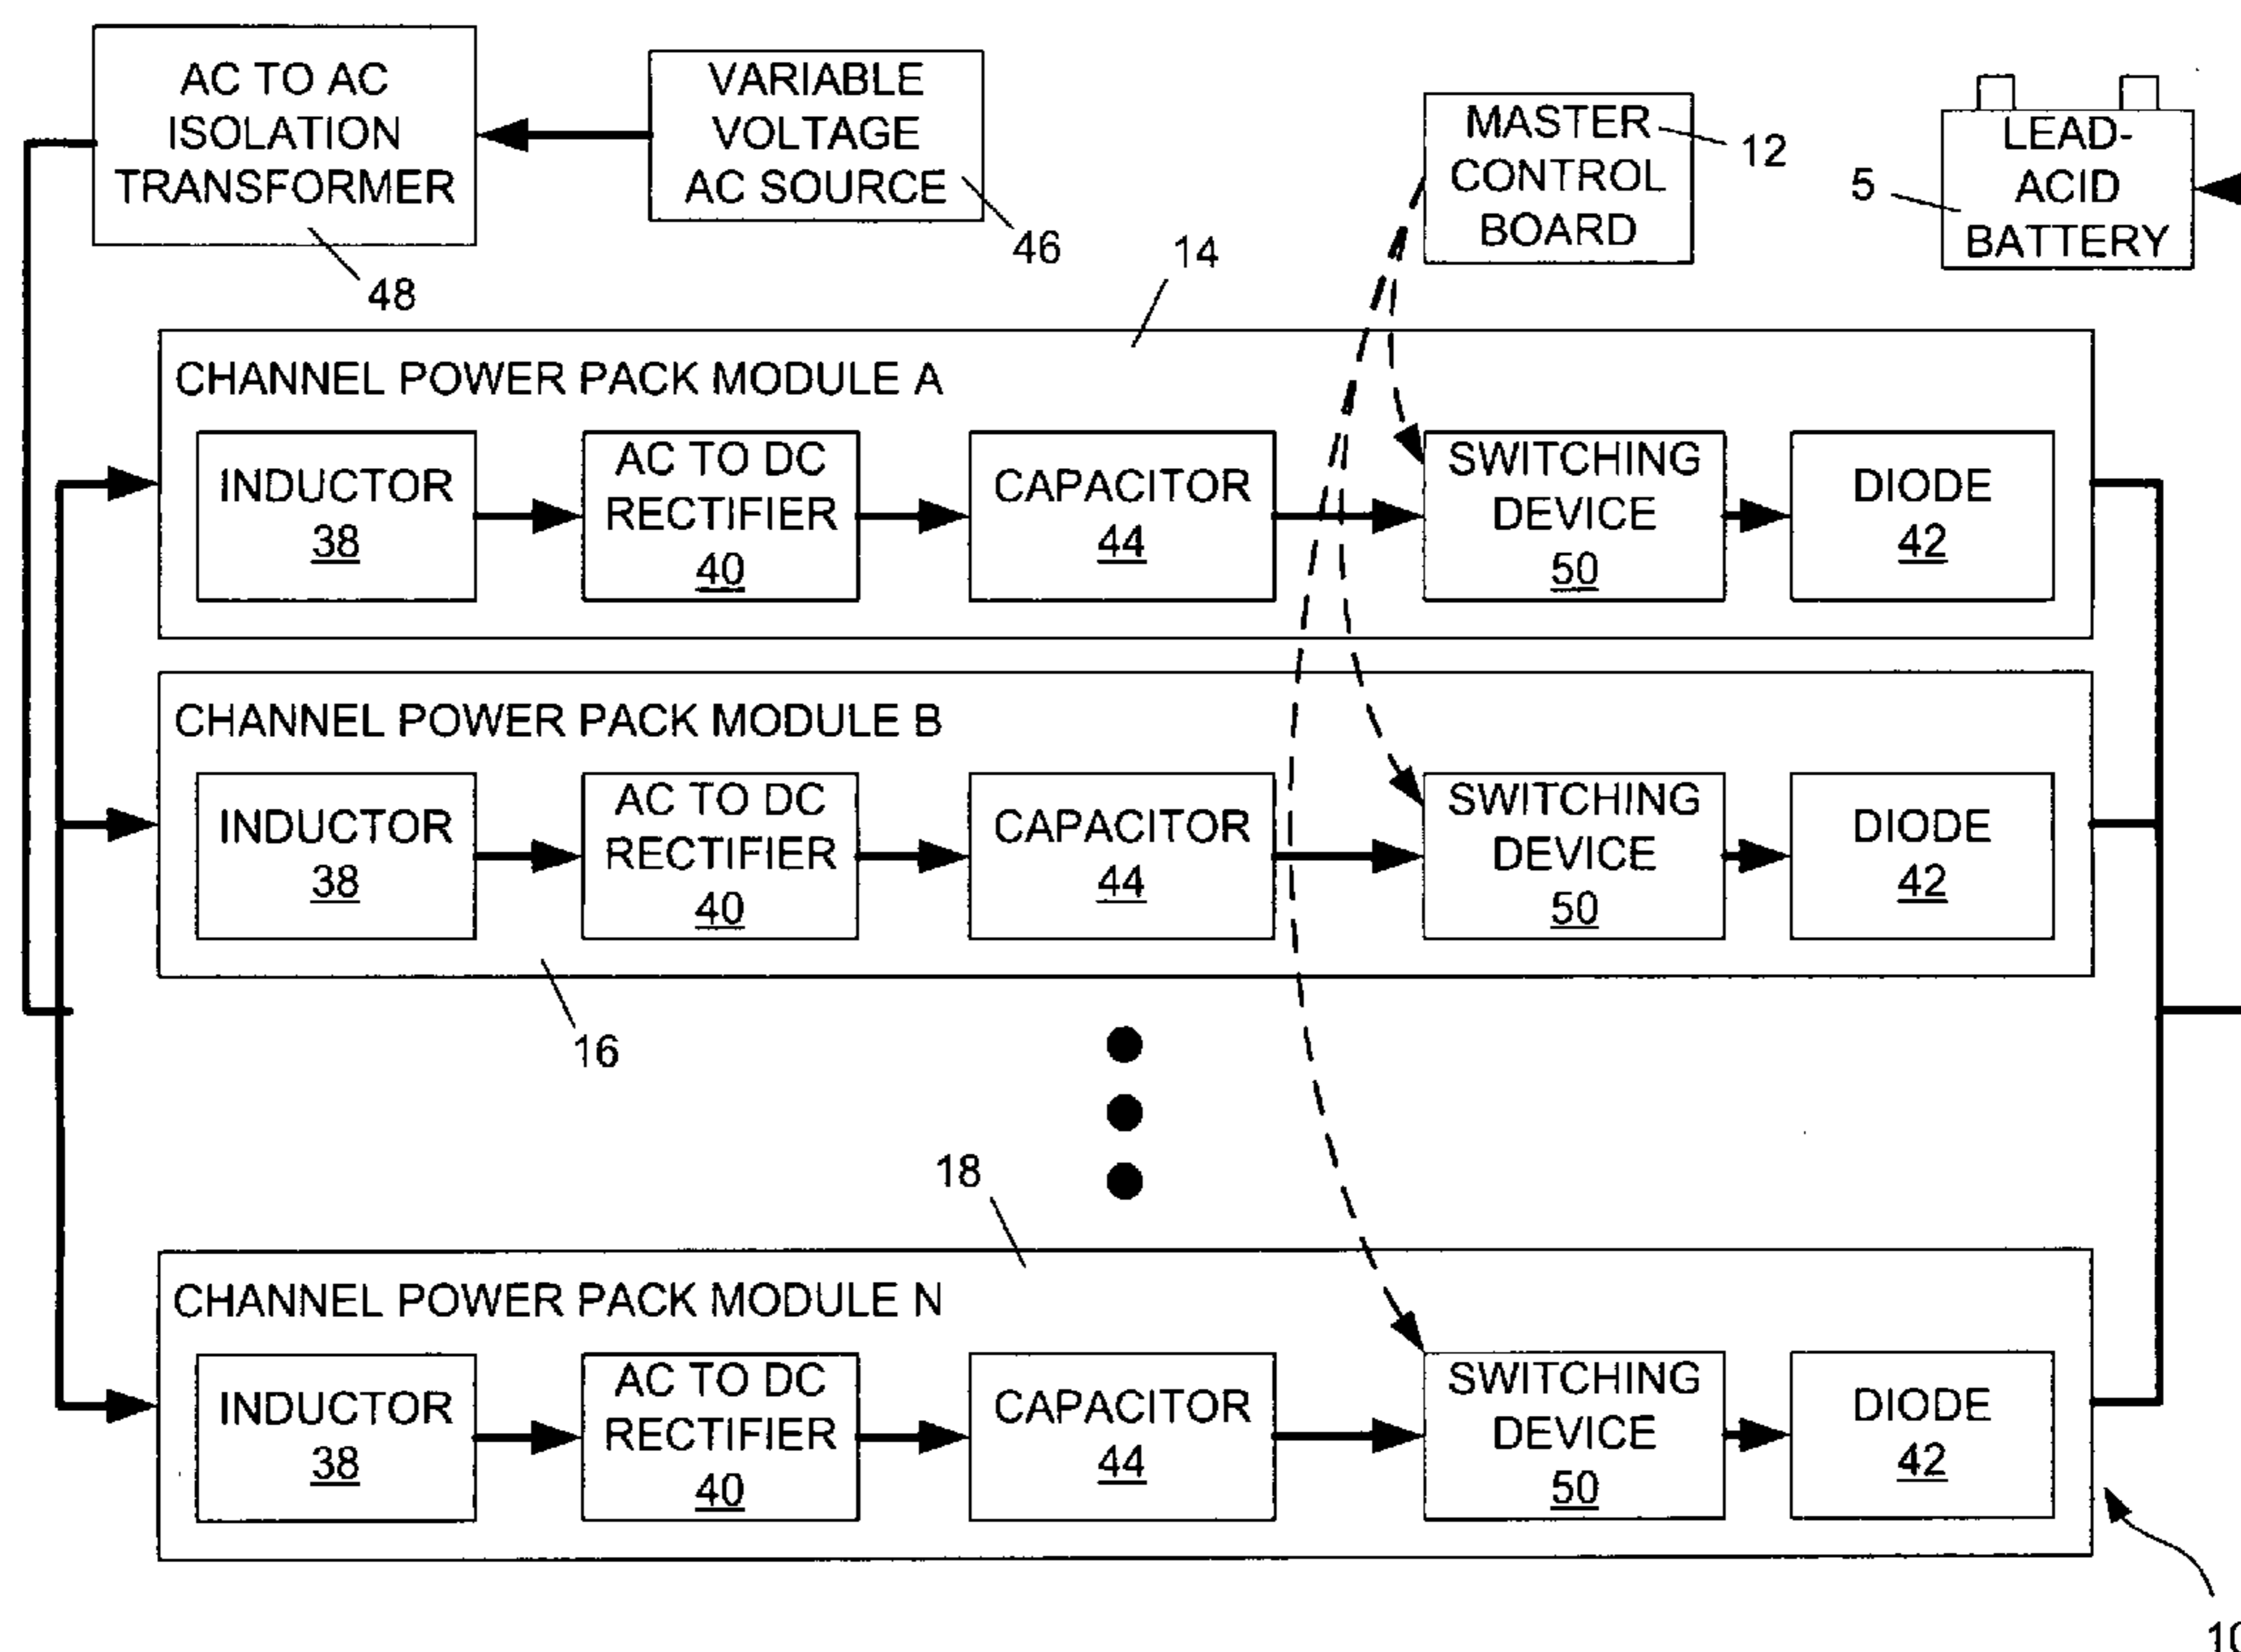 AC TO AC
ISOLATION
TRANSFORMER
48
VARIABLE
VOLTAGE
AC SOURCE
46
MASTER
CONTROL
BOARD
12
LEAD-
ACID
BATTERY
5
14
CHANNEL POWER PACK MODULE A
INDUCTOR
38
AC TO DC
RECTIFIER
40
CAPACITOR
44
SWITCHING
DEVICE
50
DIODE
42
CHANNEL POWER PACK MODULE B
INDUCTOR
38
AC TO DC
RECTIFIER
40
CAPACITOR
44
SWITCHING
DEVICE
50
DIODE
42
16
18
CHANNEL POWER PACK MODULE N
INDUCTOR
38
AC TO DC
RECTIFIER
40
CAPACITOR
44
SWITCHING
DEVICE
50
DIODE
42
10